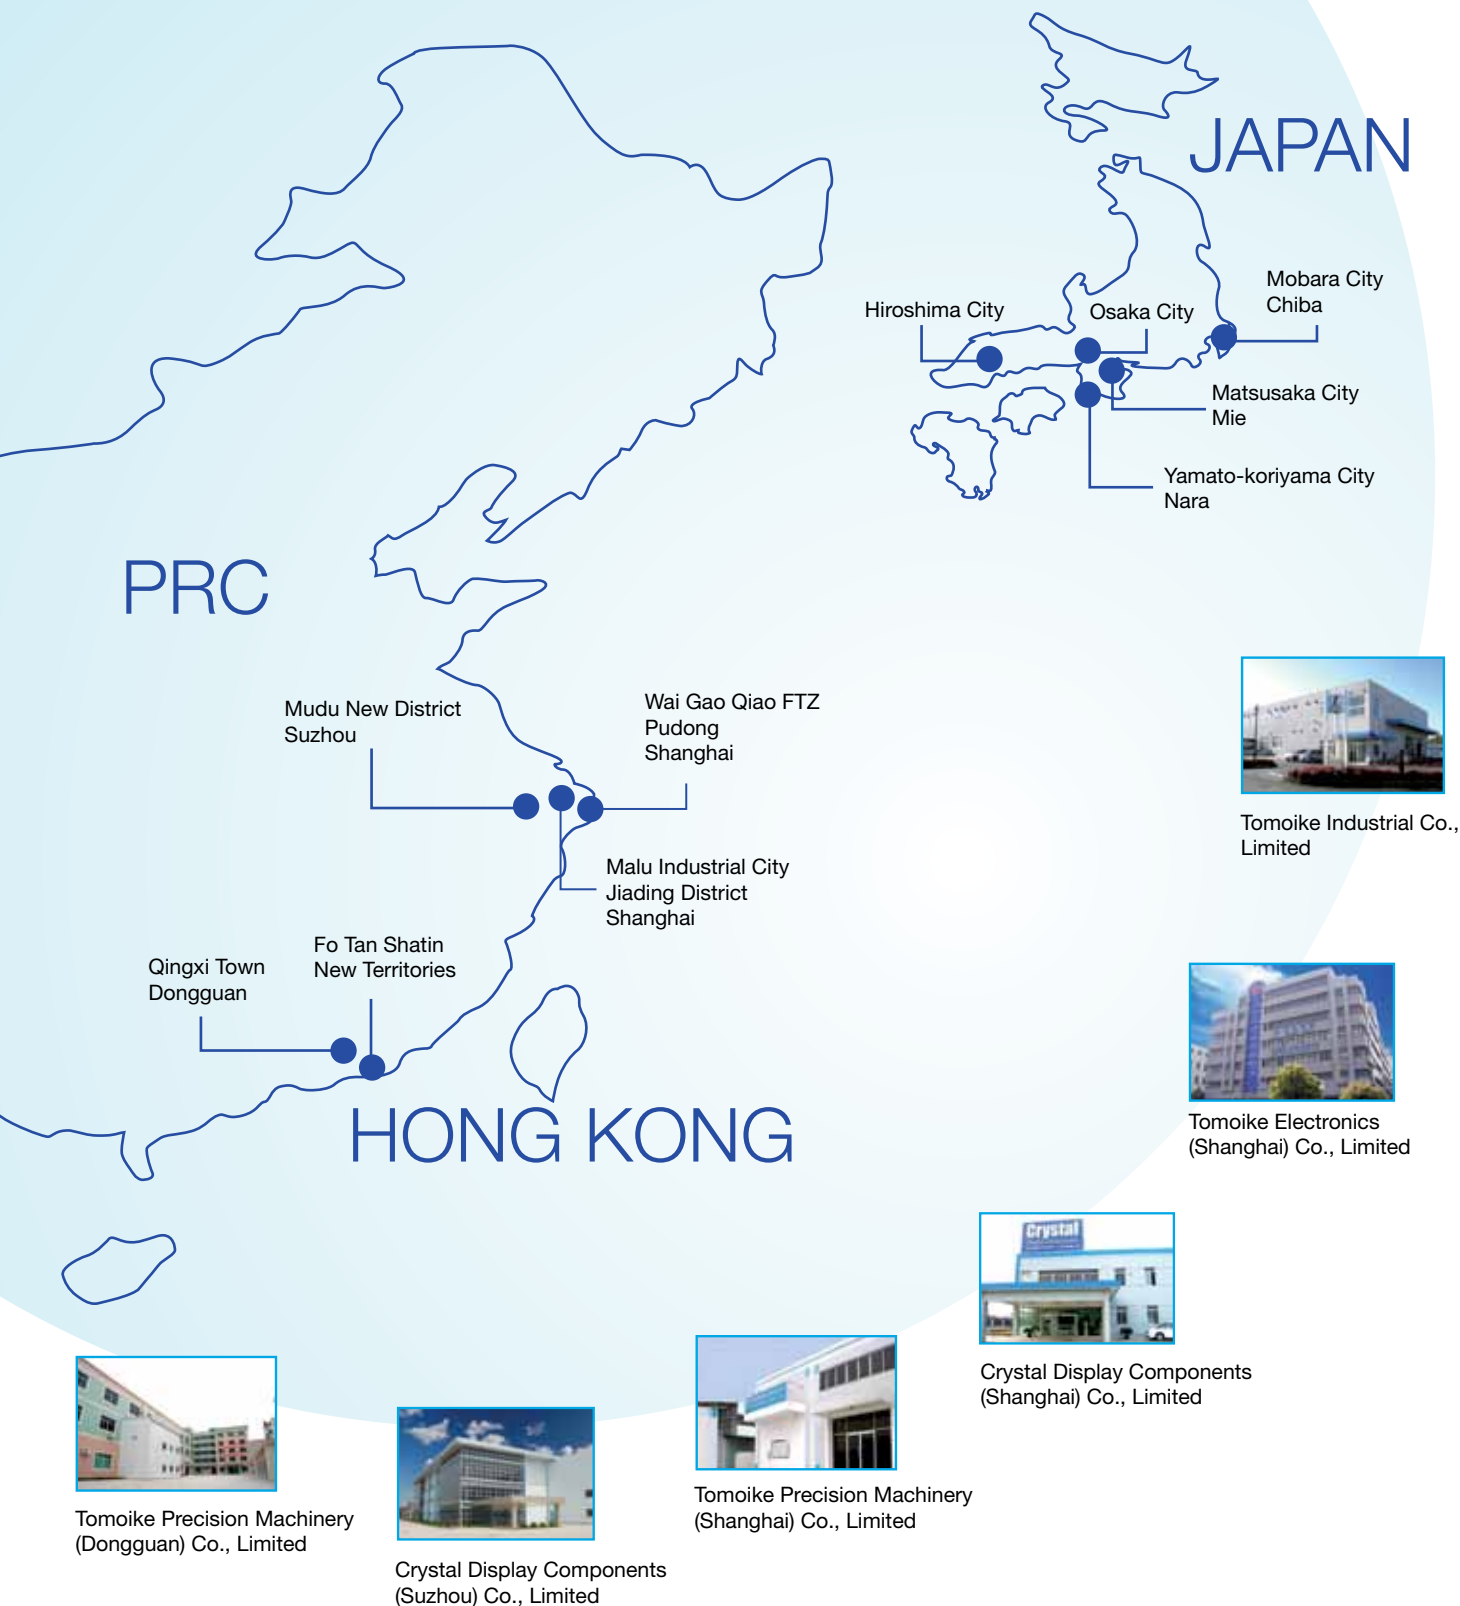 JAPAN
Mobara City
Chiba
Hiroshima City
Osaka City
Matsusaka City
Mie
Yamato-koriyama City
Nara
PRC
Mudu New District
Suzhou
Wai Gao Qiao FTZ
Pudong
Shanghai
Malu Industrial City
Jiading District
Shanghai
Fo Tan Shatin
New Territories
Qingxi Town
Dongguan
HONG KONG
Tomoike Industrial Co.,
Limited
Tomoike Electronics
(Shanghai) Co., Limited
Crystal
Crystal Display Components
(Shanghai) Co., Limited
Tomoike Precision Machinery
(Shanghai) Co., Limited
Tomoike Precision Machinery
(Dongguan) Co., Limited
Crystal Display Components
(Suzhou) Co., Limited